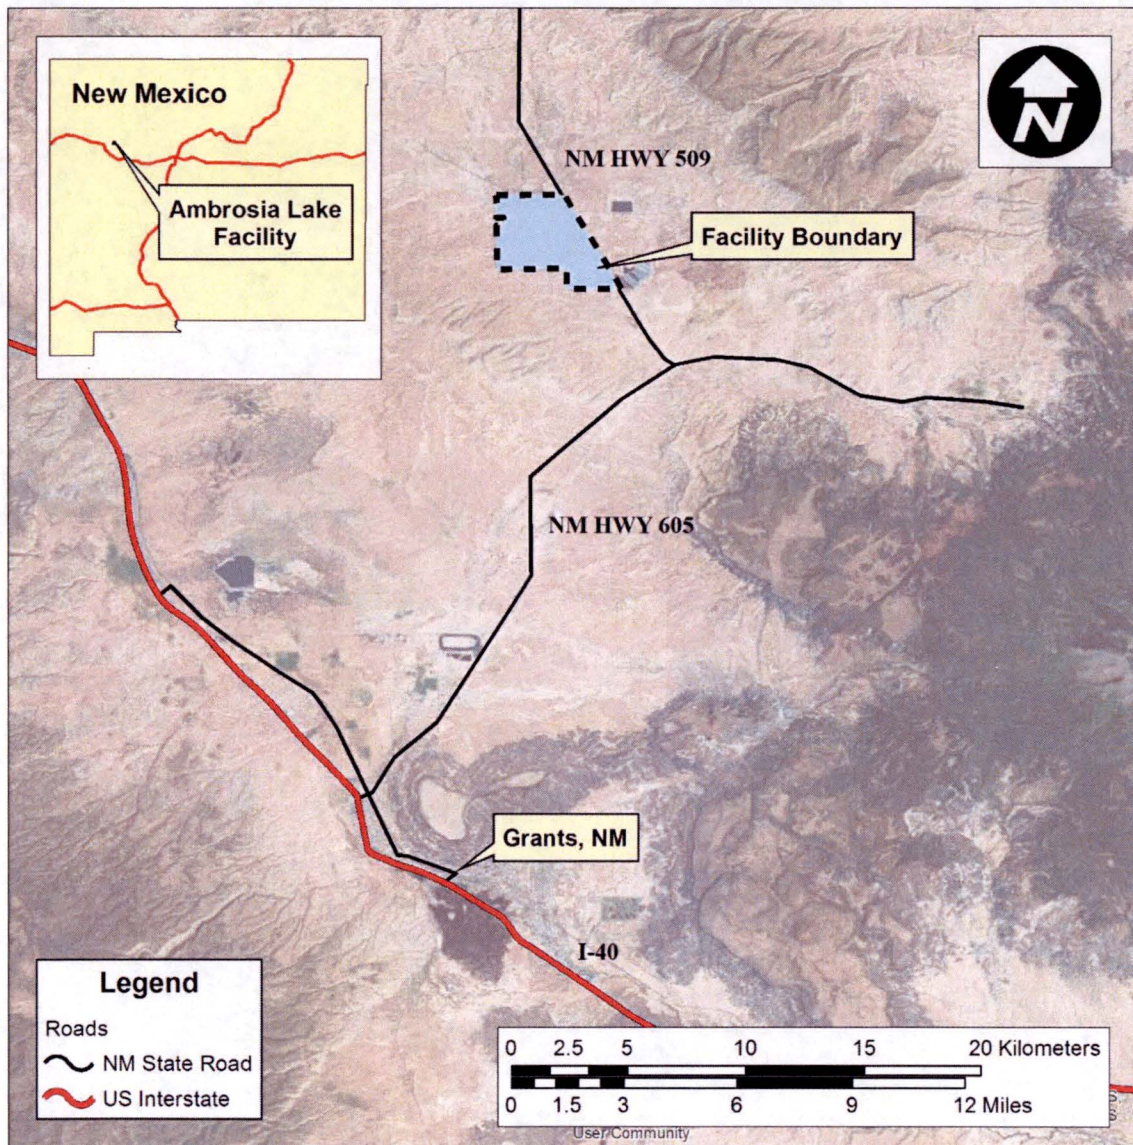 New Mexico
Ambrosia Lake
Facility
N
NM HWY 509
Facility Boundary
NM HWY 605
Grants, NM
I-40
Legend
Roads
NM State Road
US Interstate
0 2.5 5 10 15 20 Kilometers
0 1.5 3 6 9 12 Miles
User Community